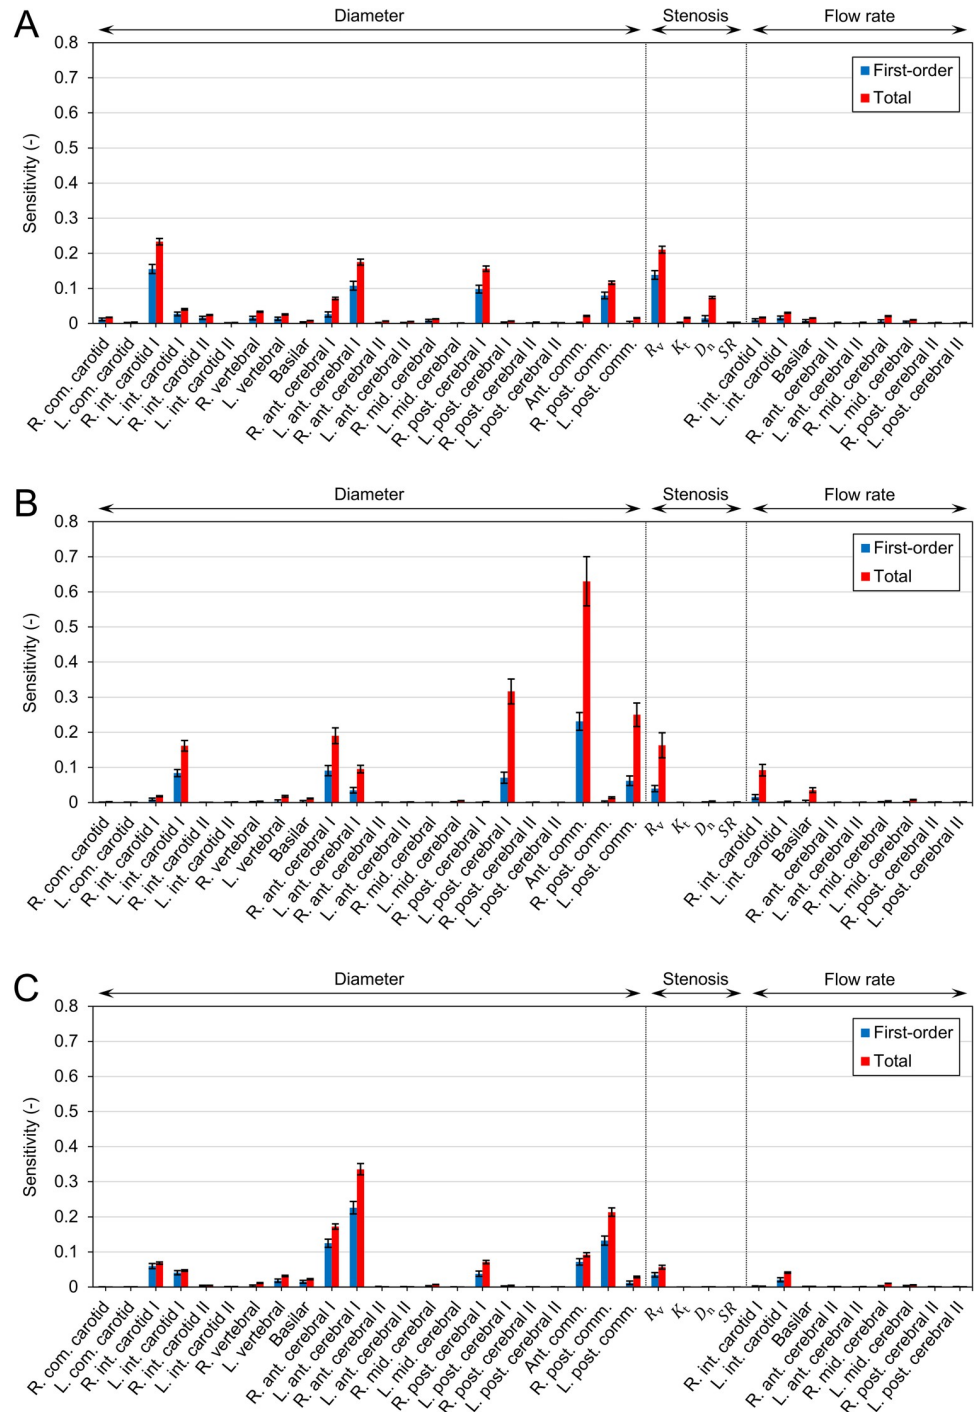 A
Diameter
Stenosis
Flow rate
0.8
0.7
0.6
0.5
0.4
0.3
0.2
0.1
0
Sensitivity (-)
First-order
Total
R. com. carotid
L. com. carotid
R. int. carotid I
L. int. carotid I
R. int. carotid II
L. int. carotid II
R. vertebral
L. vertebral
Basilar
R. ant. cerebral I
L. ant. cerebral I
R. ant. cerebral II
L. ant. cerebral II
R. mid. cerebral
L. mid. cerebral
R. post. cerebral I
L. post. cerebral I
R. post. cerebral II
L. post. cerebral II
Ant. comm.
R. post. comm.
L. post. comm.
Rv
Kt
Dn
SR
R. int. carotid I
L. int. carotid I
Basilar
R. ant. cerebral II
L. ant. cerebral II
R. mid. cerebral
L. mid. cerebral
R. post. cerebral II
L. post. cerebral II
B
Diameter
Stenosis
Flow rate
0.8
0.7
0.6
0.5
0.4
0.3
0.2
0.1
0
Sensitivity (-)
First-order
Total
R. com. carotid
L. com. carotid
R. int. carotid I
L. int. carotid I
R. int. carotid II
L. int. carotid II
R. vertebral
L. vertebral
Basilar
R. ant. cerebral I
L. ant. cerebral I
R. ant. cerebral II
L. ant. cerebral II
R. mid. cerebral
L. mid. cerebral
R. post. cerebral I
L. post. cerebral I
R. post. cerebral II
L. post. cerebral II
Ant. comm.
R. post. comm.
L. post. comm.
Rv
Kt
Dn
SR
R. int. carotid I
L. int. carotid I
Basilar
R. ant. cerebral II
L. ant. cerebral II
R. mid. cerebral
L. mid. cerebral
R. post. cerebral II
L. post. cerebral II
C
Diameter
Stenosis
Flow rate
0.8
0.7
0.6
0.5
0.4
0.3
0.2
0.1
0
Sensitivity (-)
First-order
Total
R. com. carotid
L. com. carotid
R. int. carotid I
L. int. carotid I
R. int. carotid II
L. int. carotid II
R. vertebral
L. vertebral
Basilar
R. ant. cerebral I
L. ant. cerebral I
R. ant. cerebral II
L. ant. cerebral II
R. mid. cerebral
L. mid. cerebral
R. post. cerebral I
L. post. cerebral I
R. post. cerebral II
L. post. cerebral II
Ant. comm.
R. post. comm.
L. post. comm.
Rv
Kt
Dn
SR
R. int. carotid I
L. int. carotid I
Basilar
R. ant. cerebral II
L. ant. cerebral II
R. mid. cerebral
L. mid. cerebral
R. post. cerebral II
L. post. cerebral II